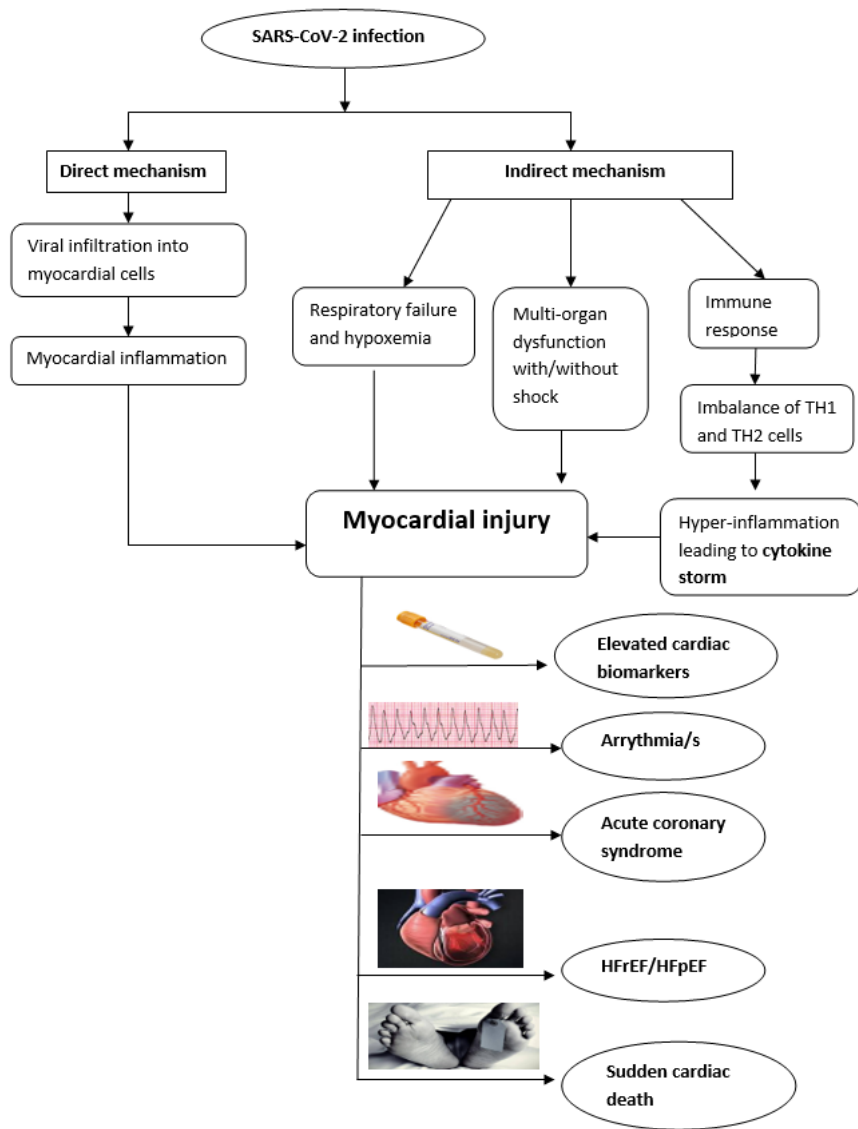 SARS-CoV-2 infection
Direct mechanism
Indirect mechanism
Viral infiltration into
myocardial cells
Myocardial inflammation
Respiratory failure
and hypoxemia
Multi-organ
dysfunction
with/without
shock
Immune
response
Imbalance of TH1
and TH2 cells
Hyper-inflammation
leading to cytokine
storm
Myocardial injury
Elevated cardiac
biomarkers
Arrythmia/s
Acute coronary
syndrome
HFrEF/HFpEF
Sudden cardiac
death